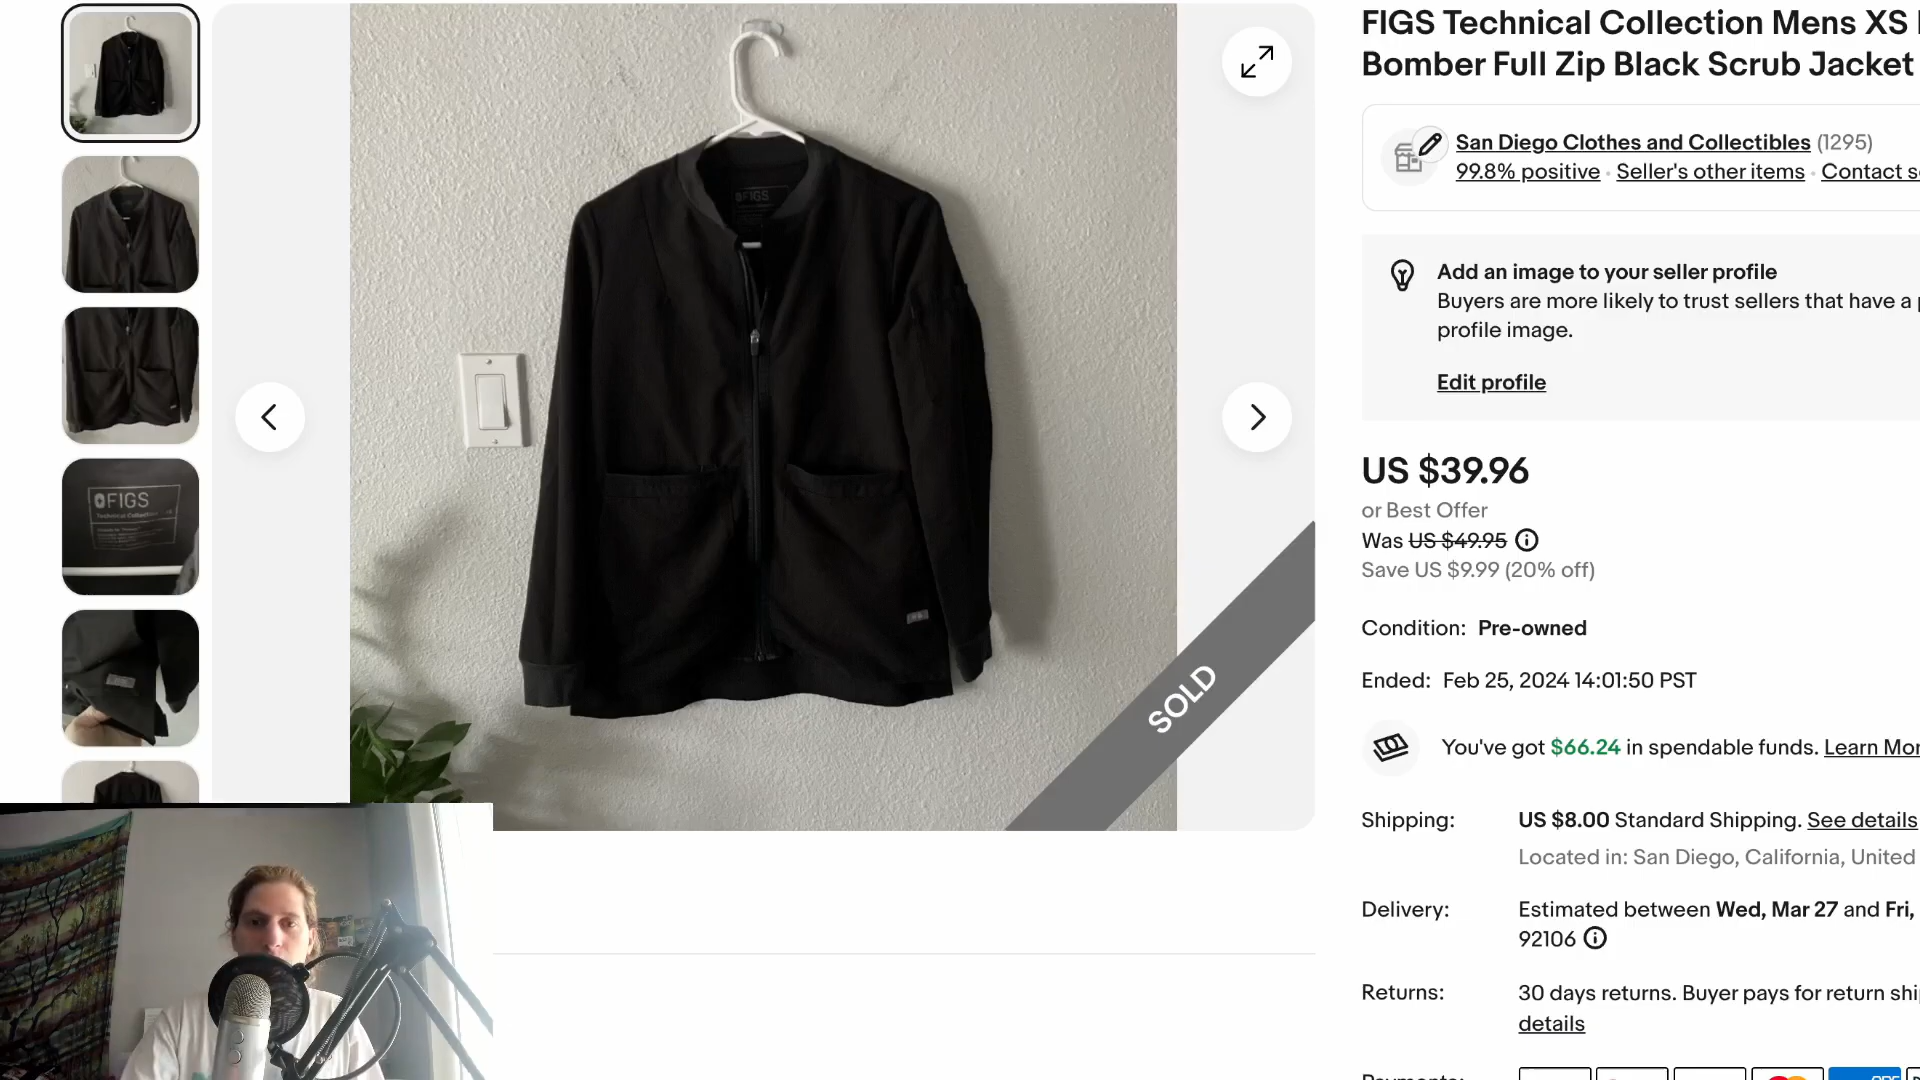 FIGS Technical Collection Mens XS
Bomber Full Zip Black Scrub Jacket
San Diego Clothes and Collectibles (1295)
99.8% positive · Seller's other items · Contact
Add an image to your seller profile
Buyers are more likely to trust sellers that have a
profile image.
Edit profile
US $39.96
or Best Offer
Was US $49.95
Save US $9.99 (20% off)
Condition: Pre-owned
Ended: Feb 25, 2024 14:01:50 PST
You've got $66.24 in spendable funds. Learn
Shipping: US $8.00 Standard Shipping. See details
Located in: San Diego, California, United
Delivery: Estimated between Wed, Mar 27 and Fri,
92106
Returns: 30 days returns. Buyer pays for return
details
FIGS
SOLD
FIGS
Technical Collection